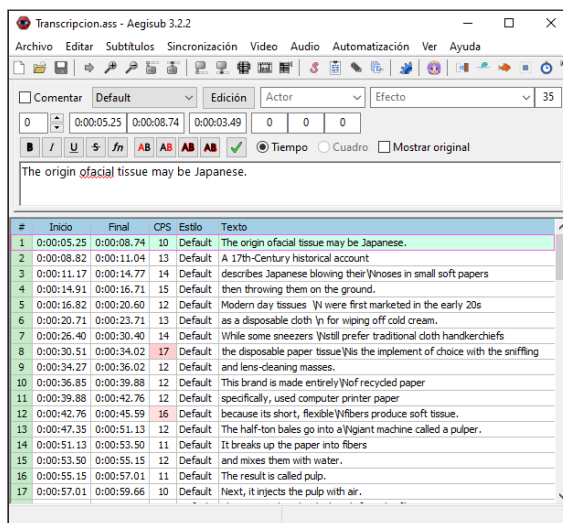 Transcripcion.ass - Aegisub 3.2.2
Archivo Editar Subtítulos Sincronización Video Audio Automatización Ver Ayuda
Comentar Default Edición Actor Efecto 35
0 0:00:05.25 0:00:08.74 0:00:03.49 0 0 0
B I U S fn AB AB AB AB Tiempo Cuadro Mostrar original
The origin ofacial tissue may be Japanese.
# Inicio Final CPS Estilo Texto
1 0:00:05.25 0:00:08.74 10 Default The origin ofacial tissue may be Japanese.
2 0:00:08.82 0:00:11.04 13 Default A 17th-Century historical account
3 0:00:11.17 0:00:14.77 14 Default describes Japanese blowing their\Nnoses in small soft papers
4 0:00:14.91 0:00:16.71 15 Default then throwing them on the ground.
5 0:00:16.82 0:00:20.60 12 Default Modern day tissues \N were first marketed in the early 20s
6 0:00:20.71 0:00:23.71 13 Default as a disposable cloth \n for wiping off cold cream.
7 0:00:26.40 0:00:30.40 14 Default While some sneezers \Nstill prefer traditional cloth handkerchiefs
8 0:00:30.51 0:00:34.02 17 Default the disposable paper tissue\Nis the implement of choice with the sniffling
9 0:00:34.27 0:00:36.02 12 Default and lens-cleaning masses.
10 0:00:36.85 0:00:39.88 12 Default This brand is made entirely\Nof recycled paper
11 0:00:39.88 0:00:42.76 12 Default specifically, used computer printer paper
12 0:00:42.76 0:00:45.59 16 Default because its short, flexible\Nfibers produce soft tissue.
13 0:00:47.35 0:00:51.13 12 Default The half-ton bales go into a\Ngiant machine called a pulper.
14 0:00:51.13 0:00:53.50 11 Default It breaks up the paper into fibers
15 0:00:53.50 0:00:55.15 12 Default and mixes them with water.
16 0:00:55.15 0:00:57.01 11 Default The result is called pulp.
17 0:00:57.01 0:00:59.66 10 Default Next, it injects the pulp with air.